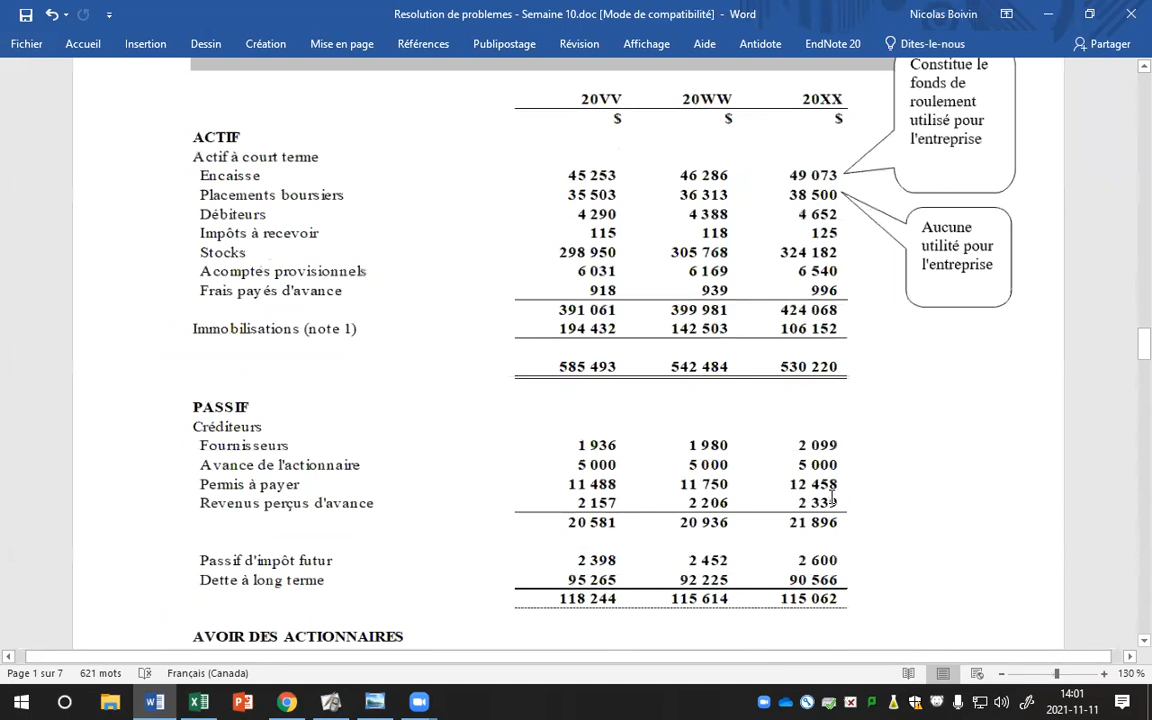 Resolution de problemes - Semaine 10.doc [Mode de compatibilité] - Word
Nicolas Boivin
Fichier Accueil Insertion Dessin Création Mise en page Références Publipostage Révision Affichage Aide Antidote EndNote 20 Dites-le-nous Partager
Constitue le
fonds de
roulement
utilisé pour
l'entreprise
20VV 20WW 20XX
$ $ $
ACTIF
Actif à court terme
Encaisse 45 253 46 286 49 073
Placements boursiers 35 503 36 313 38 500
Débiteurs 4 290 4 388 4 652
Impôts à recevoir 115 118 125
Stocks 298 950 305 768 324 182
Acomptes provisionnels 6 031 6 169 6 540
Frais payés d'avance 918 939 996
391 061 399 981 424 068
Immobilisations (note 1) 194 432 142 503 106 152
585 493 542 484 530 220
Aucune
utilité pour
l'entreprise
PASSIF
Créditeurs
Fournisseurs 1 936 1 980 2 099
Avance de l'actionnaire 5 000 5 000 5 000
Permis à payer 11 488 11 750 12 458
Revenus perçus d'avance 2 157 2 206 2 339
20 581 20 936 21 896
Passif d'impôt futur 2 398 2 452 2 600
Dette à long terme 95 265 92 225 90 566
118 244 115 614 115 062
AVOIR DES ACTIONNAIRES
Page 1 sur 7 621 mots Français (Canada) 130 %
14:01
2021-11-11